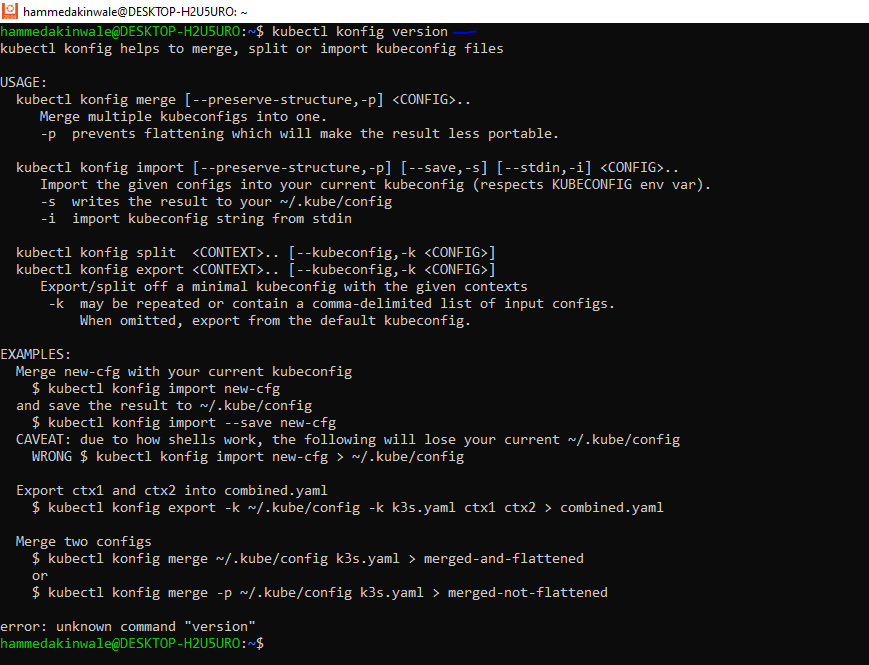 hammedakinwale@DESKTOP-H2U5URO: ~
hammedakinwale@DESKTOP-H2U5URO:~$ kubectl konfig version
kubectl konfig helps to merge, split or import kubeconfig files
USAGE:
kubectl konfig merge [--preserve-structure,-p] <CONFIG>..
Merge multiple kubeconfigs into one.
-p  prevents flattening which will make the result less portable.
kubectl konfig import [--preserve-structure,-p] [--save,-s] [--stdin,-i] <CONFIG>..
Import the given configs into your current kubeconfig (respects KUBECONFIG env var).
-s  writes the result to your ~/.kube/config
-i  import kubeconfig string from stdin
kubectl konfig split  <CONTEXT>.. [--kubeconfig,-k <CONFIG>]
kubectl konfig export <CONTEXT>.. [--kubeconfig,-k <CONFIG>]
Export/split off a minimal kubeconfig with the given contexts
-k  may be repeated or contain a comma-delimited list of input configs.
When omitted, export from the default kubeconfig.
EXAMPLES:
Merge new-cfg with your current kubeconfig
$ kubectl konfig import new-cfg
and save the result to ~/.kube/config
$ kubectl konfig import --save new-cfg
CAVEAT: due to how shells work, the following will lose your current ~/.kube/config
WRONG $ kubectl konfig import new-cfg > ~/.kube/config
Export ctx1 and ctx2 into combined.yaml
$ kubectl konfig export -k ~/.kube/config -k k3s.yaml ctx1 ctx2 > combined.yaml
Merge two configs
$ kubectl konfig merge ~/.kube/config k3s.yaml > merged-and-flattened
or
$ kubectl konfig merge -p ~/.kube/config k3s.yaml > merged-not-flattened
error: unknown command "version"
hammedakinwale@DESKTOP-H2U5URO:~$